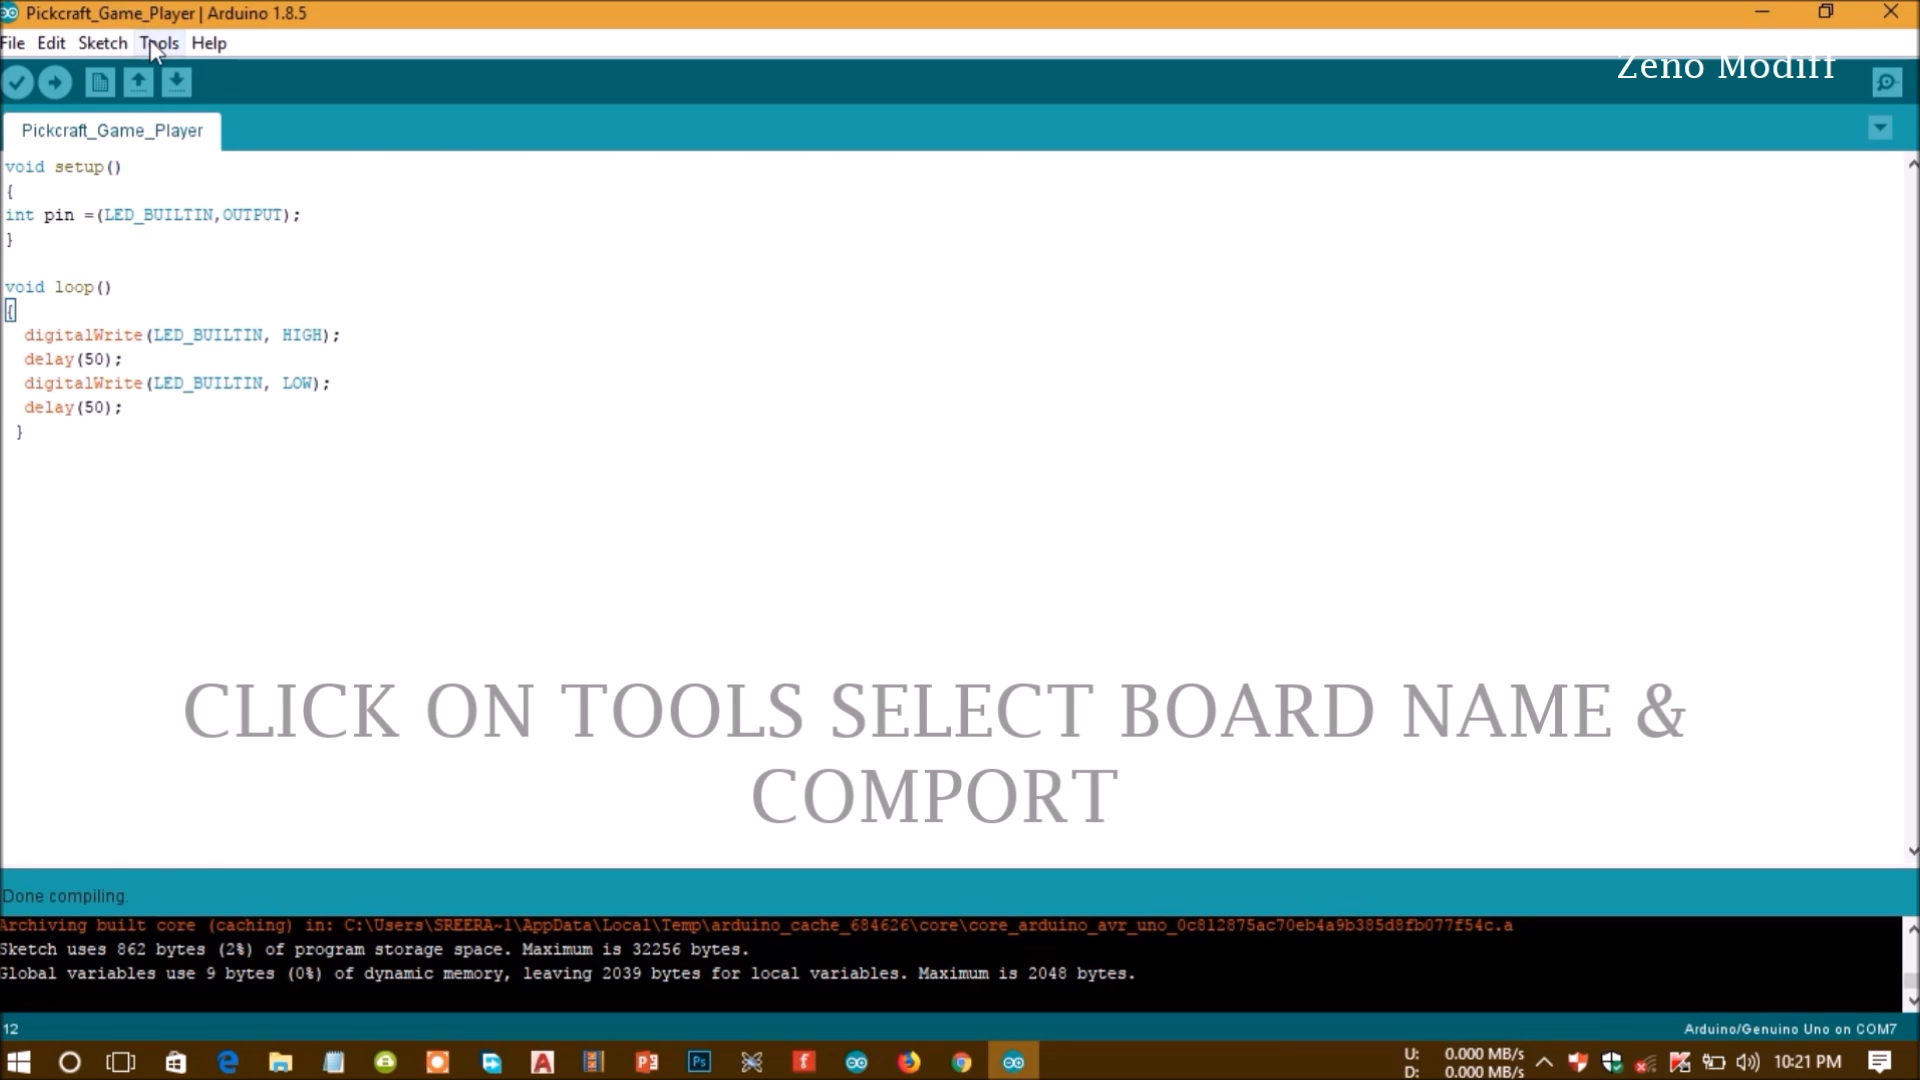 Pickcraft_Game_Player | Arduino 1.8.5
File Edit Sketch Tools Help
Zeno Modiff
Pickcraft_Game_Player
void setup()
{
int pin =(LED_BUILTIN,OUTPUT);
}
void loop()
{
digitalWrite(LED_BUILTIN, HIGH);
delay(50);
digitalWrite(LED_BUILTIN, LOW);
delay(50);
}
CLICK ON TOOLS SELECT BOARD NAME &
COMPORT
Done compiling.
Archiving built core (caching) in: C:\Users\SREERA~1\AppData\Local\Temp\arduino_cache_684626\core\core_arduino_avr_uno_0c812875ac70eb4a9b385d8fb077f54c.a
Sketch uses 862 bytes (2%) of program storage space. Maximum is 32256 bytes.
Global variables use 9 bytes (0%) of dynamic memory, leaving 2039 bytes for local variables. Maximum is 2048 bytes.
12
Arduino/Genuino Uno on COM7
U: 0.000 MB/s
D: 0.000 MB/s
10:21 PM